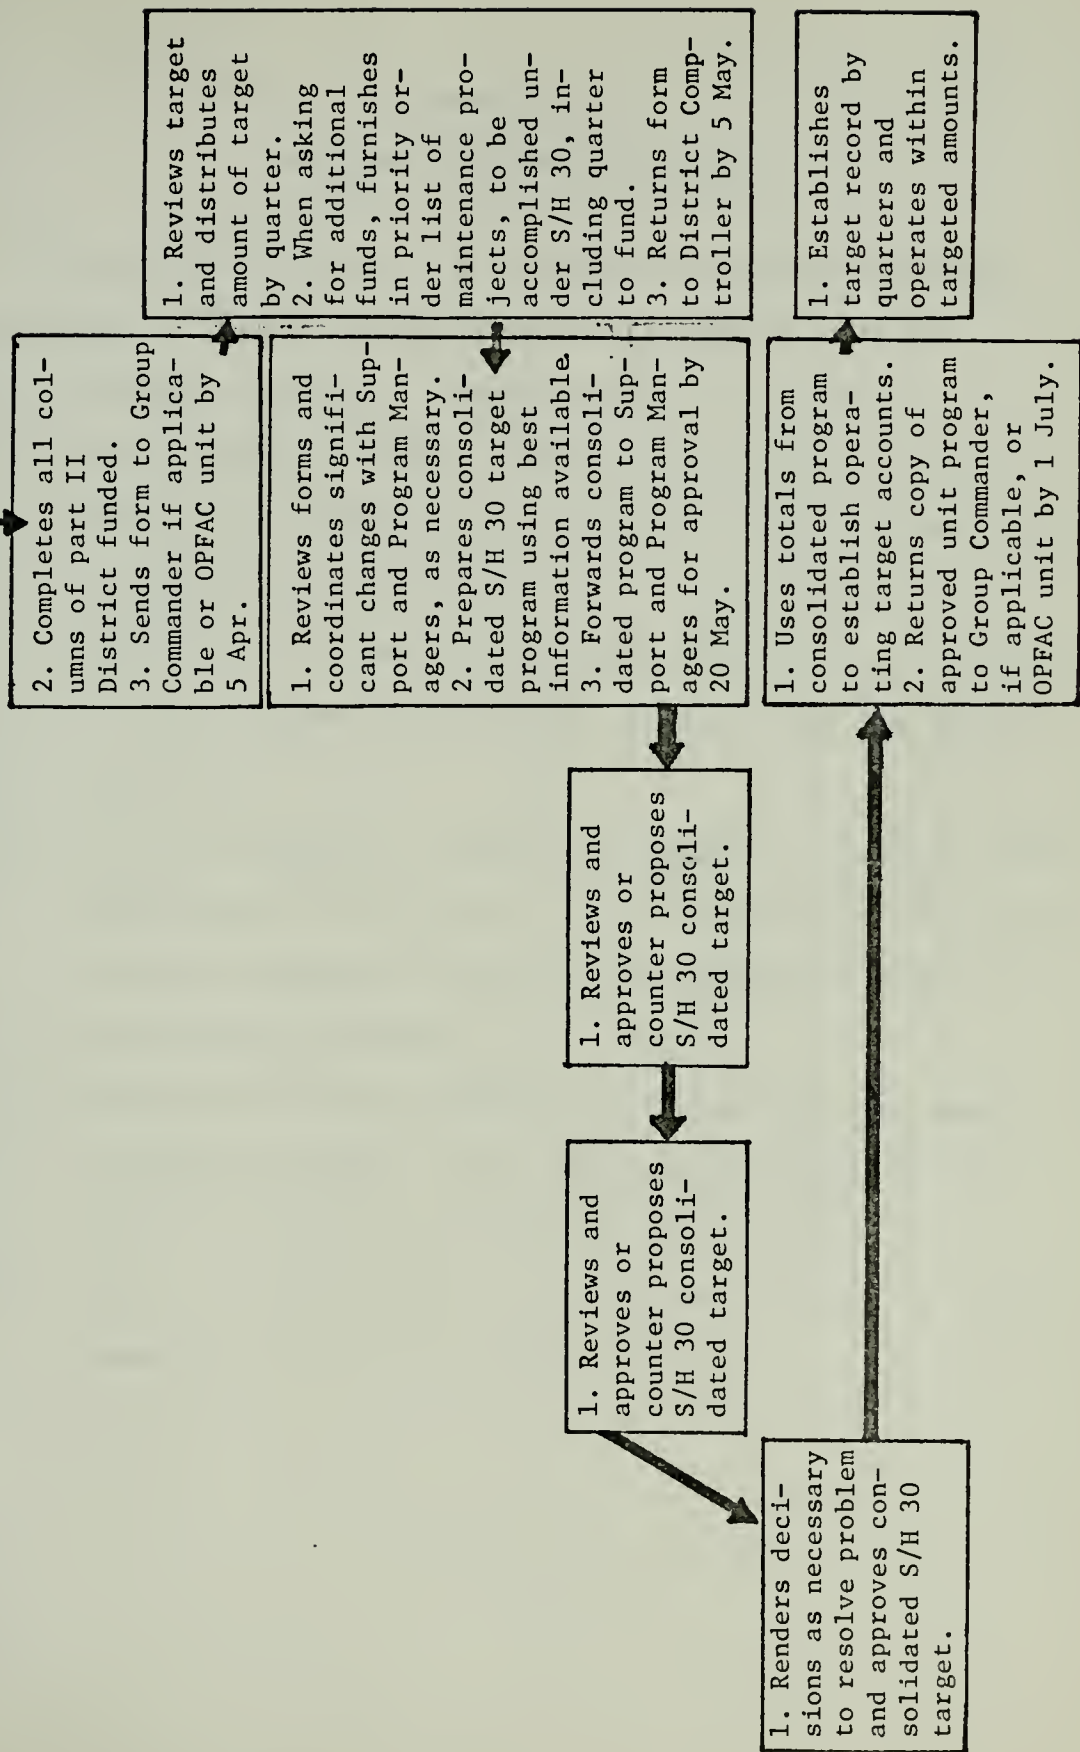 2. Completes all col-
umns of part II
District funded.
3. Sends form to Group
Commander if applica-
ble or OPFAC unit by
5 Apr.
1. Reviews target
and distributes
amount of target
by quarter.
2. When asking
for additional
funds, furnishes
in priority or-
der list of
maintenance pro-
jects, to be
accomplished un-
der S/H 30, in-
cluding quarter
to fund.
3. Returns form
to District Comp-
troller by 5 May.
1. Reviews forms and
coordinates signifi-
cant changes with Sup-
port and Program Man-
agers, as necessary.
2. Prepares consoli-
dated S/H 30 target
program using best
information available.
3. Forwards consoli-
dated program to Sup-
port and Program Man-
agers for approval by
20 May.
1. Reviews and
approves or
counter proposes
S/H 30 consoli-
dated target.
1. Reviews and
approves or
counter proposes
S/H 30 consoli-
dated target.
1. Renders deci-
sions as necessary
to resolve problem
and approves con-
solidated S/H 30
target.
1. Uses totals from
consolidated program
to establish opera-
ting target accounts.
2. Returns copy of
approved unit program
to Group Commander,
if applicable, or
OPFAC unit by 1 July.
1. Establishes
target record by
quarters and
operates within
targeted amounts.